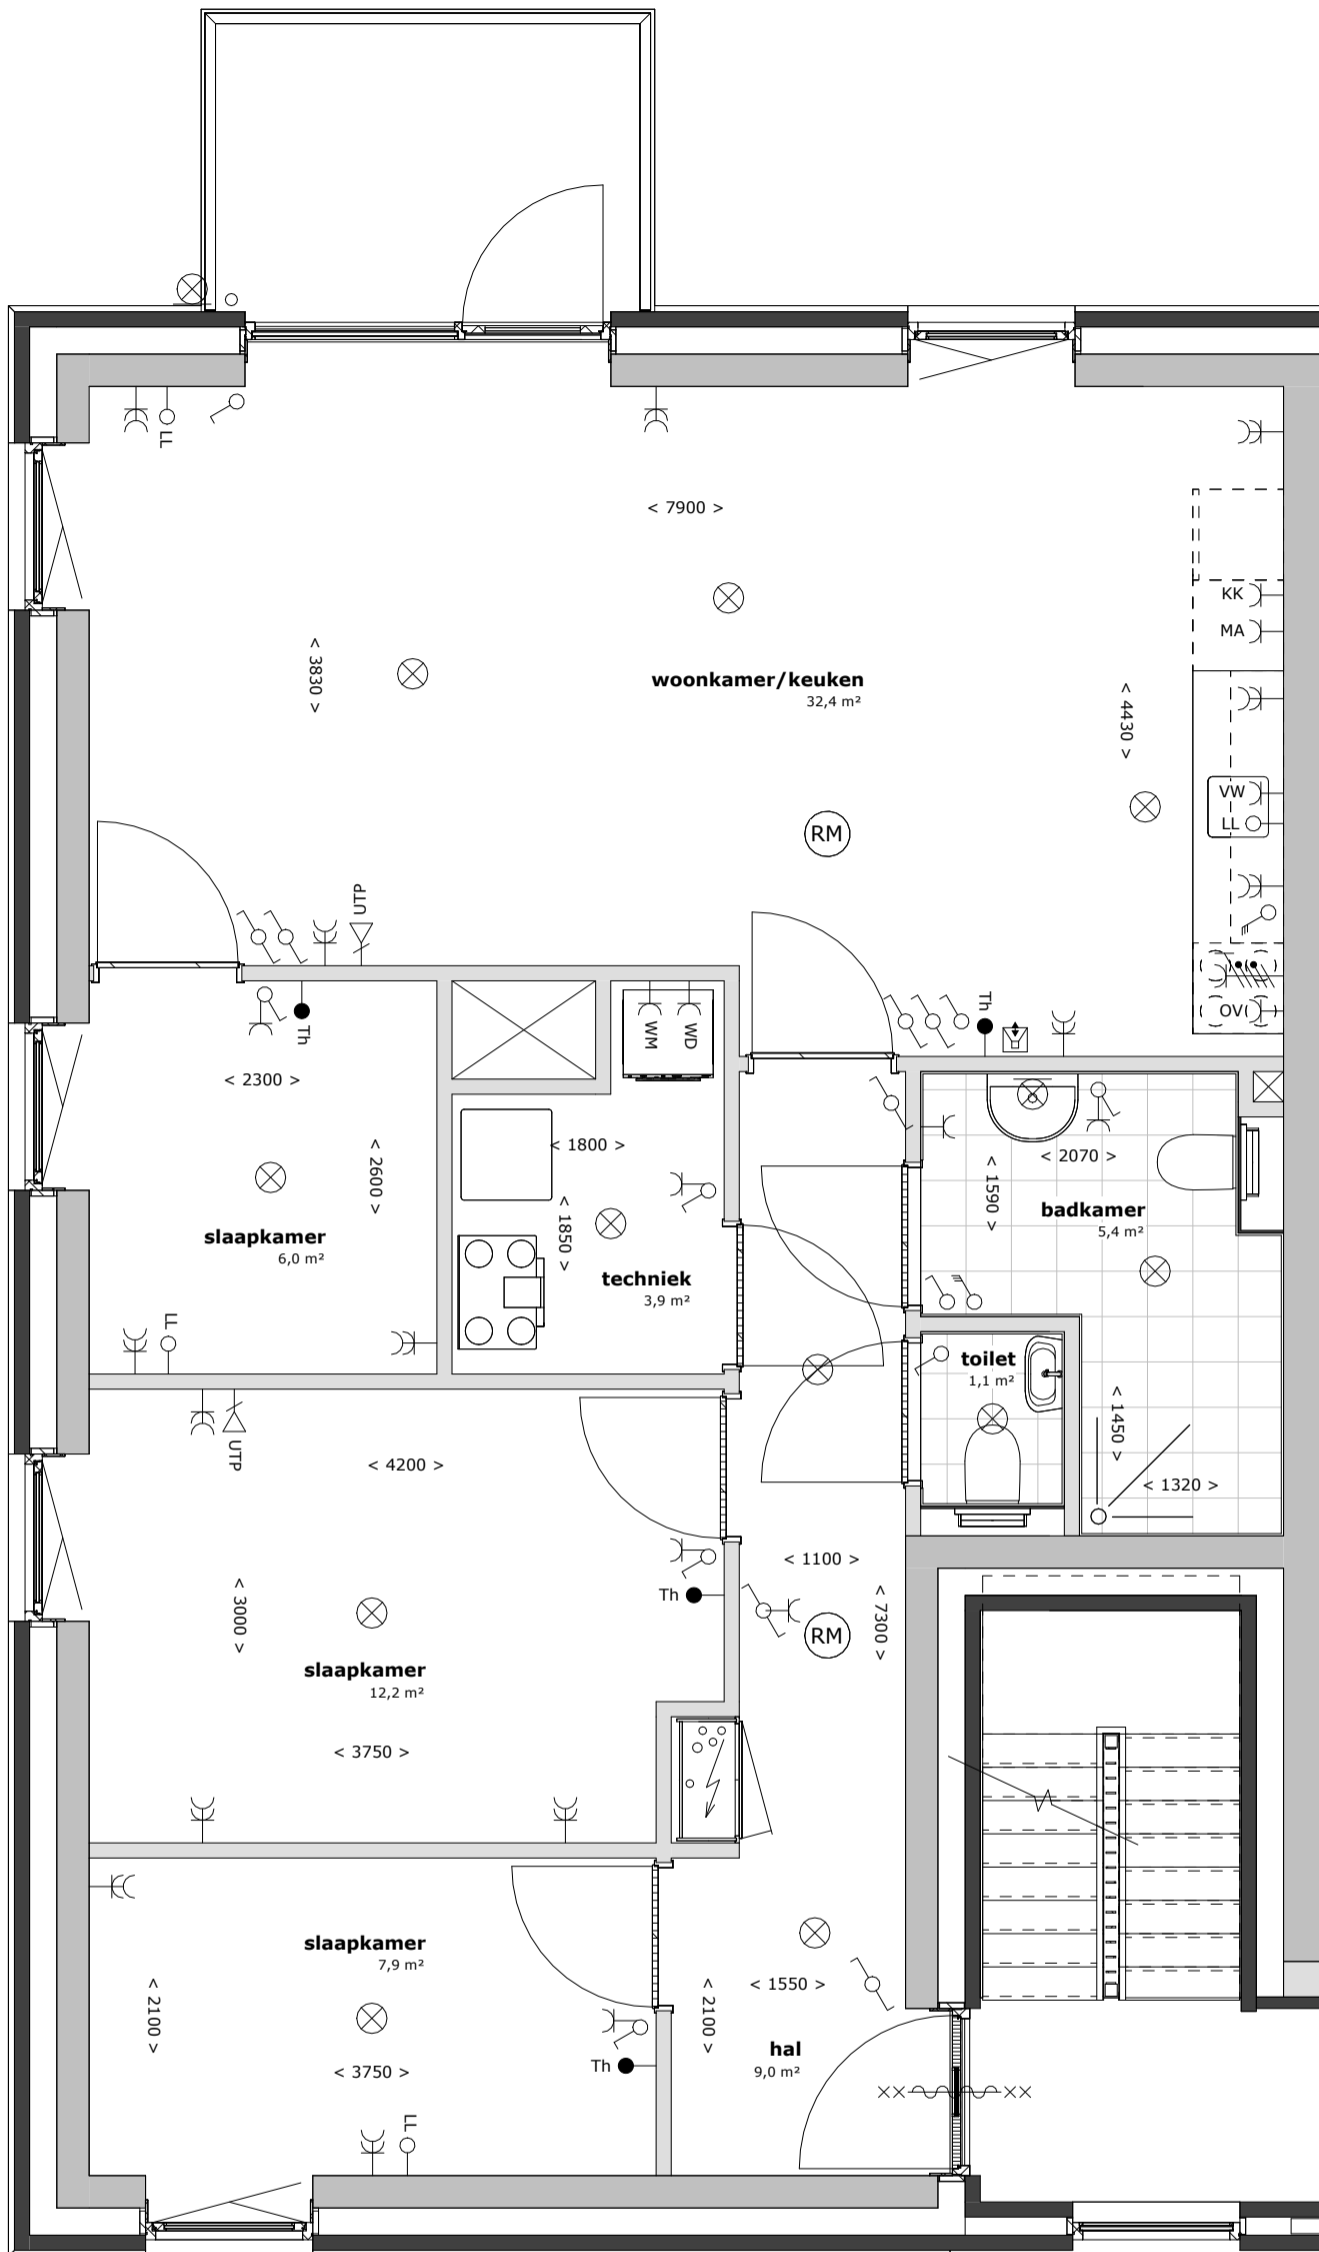 LL
< 7900 >
KK
MA
< 3830 >
woonkamer/keuken
32,4 m²
< 4430 >
VW
LL
RM
UTP
OV
Th
Th
WM
WD
< 2300 >
< 2600 >
< 1800 >
< 1850 >
< 2070 >
< 1590 >
badkamer
5,4 m²
slaapkamer
6,0 m²
techniek
3,9 m²
LL
toilet
1,1 m²
UTP
< 4200 >
< 1450 >
< 1320 >
< 1100 >
Th
< 3000 >
< 7300 >
RM
slaapkamer
12,2 m²
< 3750 >
slaapkamer
7,9 m²
< 2100 >
< 1550 >
< 2100 >
hal
9,0 m²
Th
< 3750 >
××
××
LL